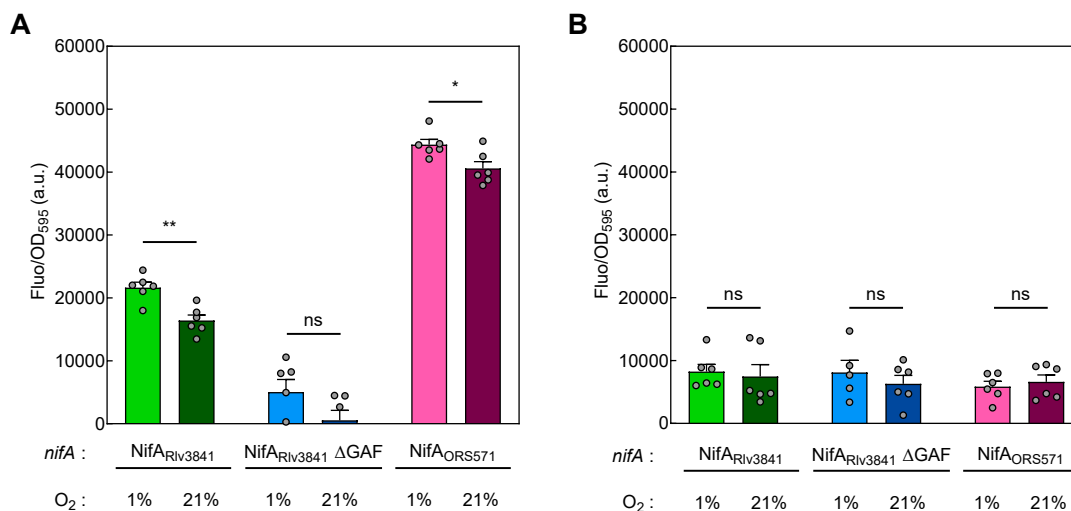 A
B
60000
50000
40000
30000
20000
10000
0
Fluo/OD595 (a.u.)
**
ns
*
nifA :
NifARlv3841
NifARlv3841 ΔGAF
NifAORS571
O2 :
1%
21%
1%
21%
1%
21%
60000
50000
40000
30000
20000
10000
0
Fluo/OD595 (a.u.)
ns
ns
ns
nifA :
NifARlv3841
NifARlv3841 ΔGAF
NifAORS571
O2 :
1%
21%
1%
21%
1%
21%